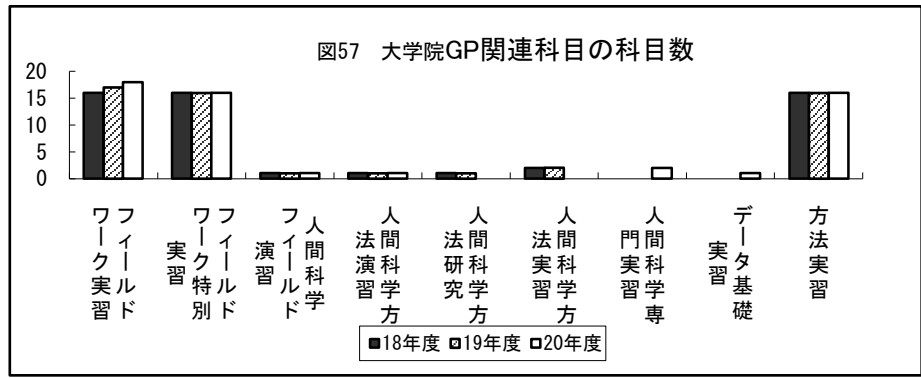 図57　大学院GP関連科目の科目数
20
15
10
5
0
フィールド
ワーク実習
フィールド
ワーク特別
実習
人間科学
フィールド
演習
人間科学方
法演習
人間科学方
法研究
人間科学方
法実習
人間科学専
門実習
データ基礎
実習
方法実習
18年度 19年度 20年度